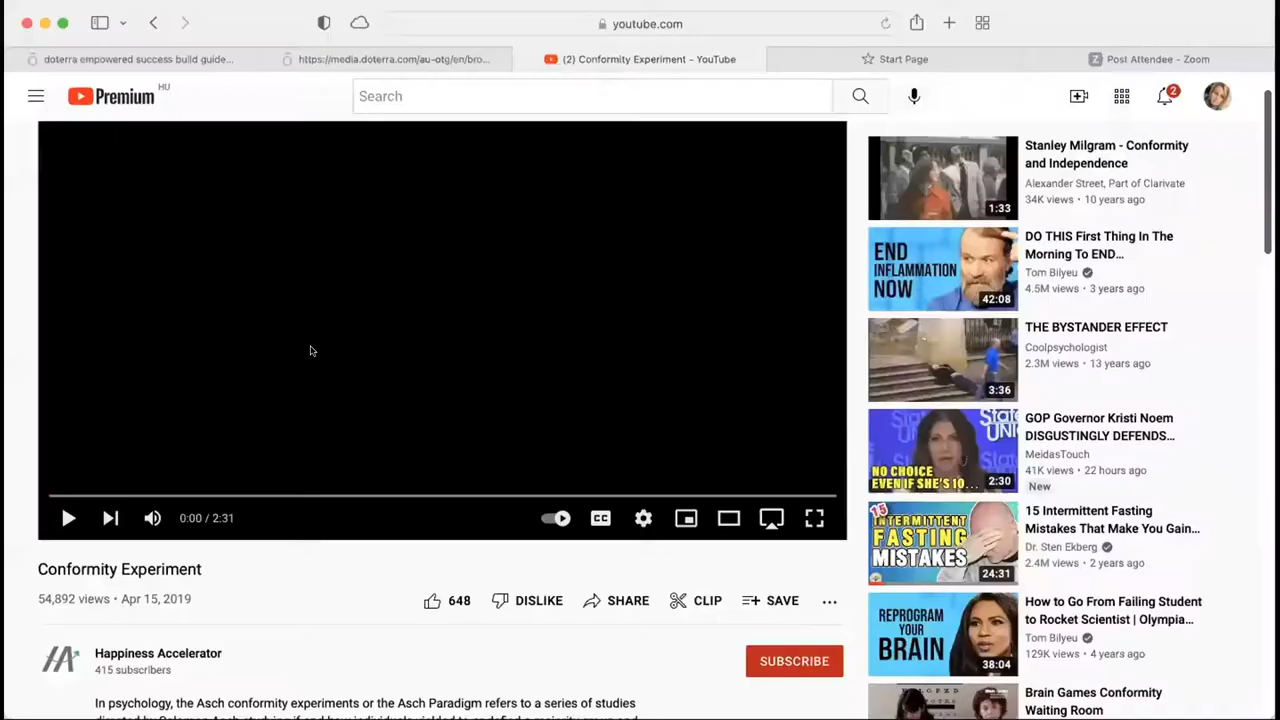 youtube.com
doterra empowered success build guide...
https://media.doterra.com/au-otg/en/bro...
(2) Conformity Experiment - YouTube
Start Page
Z Post Attendee - Zoom
Premium HU
Search
2
0:00 / 2:31
CC
Conformity Experiment
54,892 views • Apr 15, 2019
648
DISLIKE
SHARE
CLIP
SAVE
...
Happiness Accelerator
415 subscribers
SUBSCRIBE
In psychology, the Asch conformity experiments or the Asch Paradigm refers to a series of studies
Stanley Milgram - Conformity
and Independence
Alexander Street, Part of Clarivate
34K views • 10 years ago
1:33
DO THIS First Thing In The
Morning To END...
Tom Bilyeu
4.5M views • 3 years ago
END
INFLAMMATION
NOW
42:08
THE BYSTANDER EFFECT
Coolpsychologist
2.3M views • 13 years ago
3:36
GOP Governor Kristi Noem
DISGUSTINGLY DEFENDS...
MeidasTouch
41K views • 22 hours ago
New
NO CHOICE
EVEN IF SHE'S 10...
2:30
15 Intermittent Fasting
Mistakes That Make You Gain...
Dr. Sten Ekberg
2.4M views • 2 years ago
15
INTERMITTENT
FASTING
MISTAKES
24:31
How to Go From Failing Student
to Rocket Scientist | Olympia...
Tom Bilyeu
129K views • 4 years ago
REPROGRAM
YOUR
BRAIN
38:04
Brain Games Conformity
Waiting Room